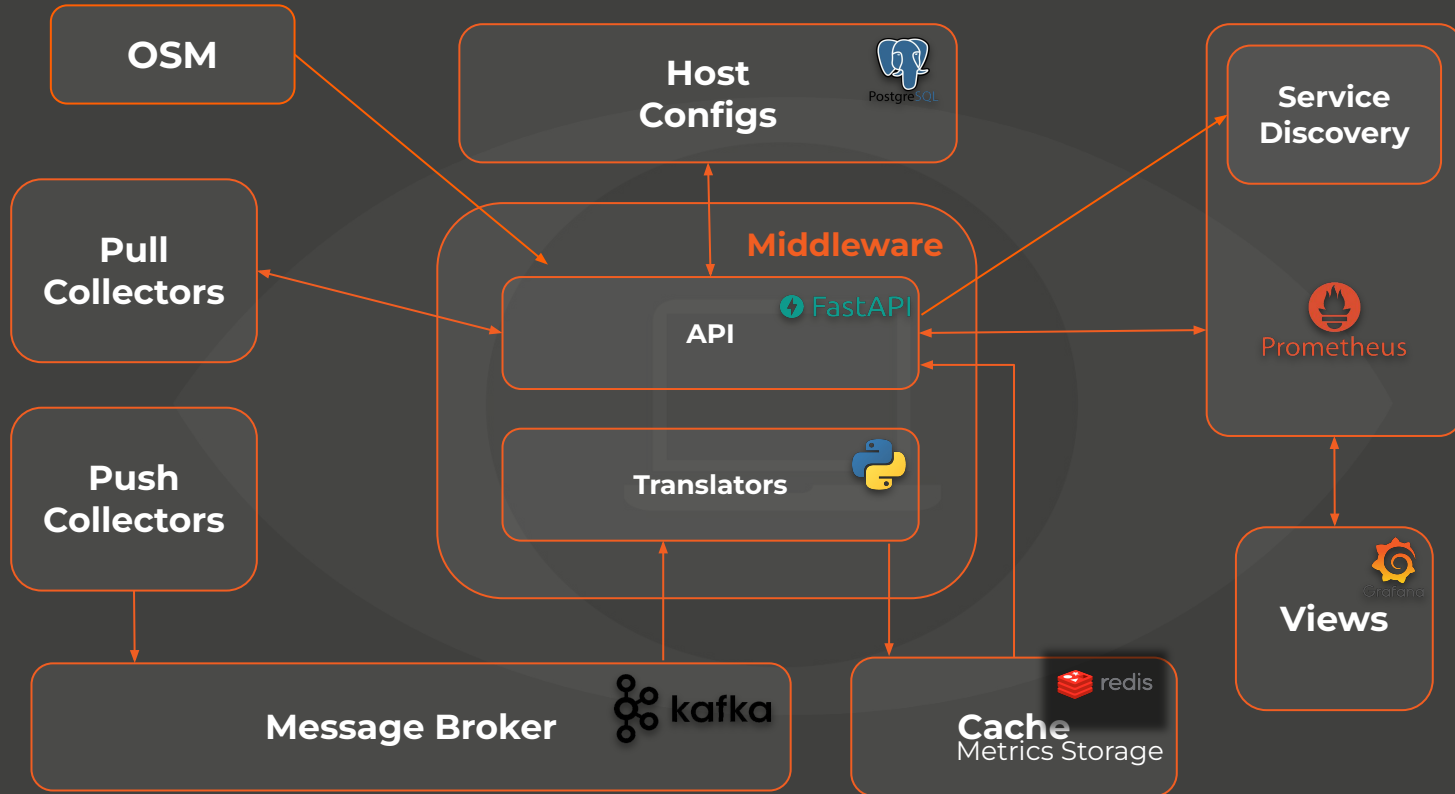 OSM
Host
Configs
PostgreSQL
Service
Discovery
Pull
Collectors
Middleware
FastAPI
API
Prometheus
Push
Collectors
Translators
Grafana
Views
Message Broker
kafka
redis
Cache
Metrics Storage